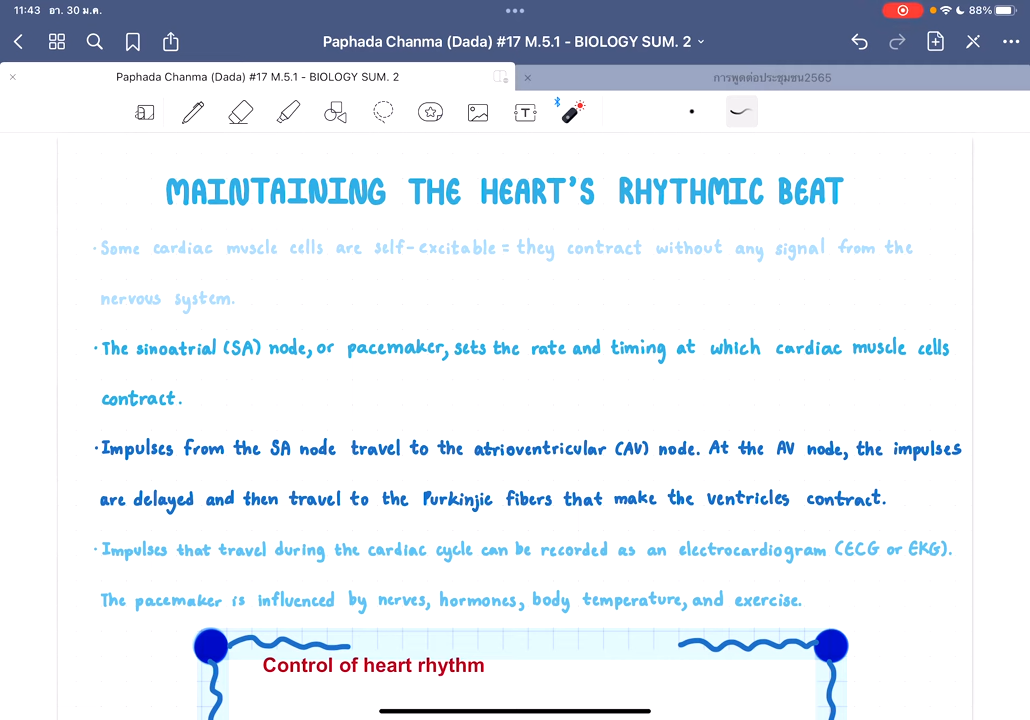 11:43 อา. 30 ม.ค.
88%
Paphada Chanma (Dada) #17 M.5.1 - BIOLOGY SUM. 2
Paphada Chanma (Dada) #17 M.5.1 - BIOLOGY SUM. 2
การพูดต่อประชุมชน2565
MAINTAINING THE HEART'S RHYTHMIC BEAT
· Some cardiac muscle cells are self-excitable = they contract without any signal from the
nervous system.
· The sinoatrial (SA) node, or pacemaker, sets the rate and timing at which cardiac muscle cells
contract.
· Impulses from the SA node travel to the atrioventricular (AV) node. At the AV node, the impulses
are delayed and then travel to the Purkinjie fibers that make the ventricles contract.
· Impulses that travel during the cardiac cycle can be recorded as an electrocardiogram (ECG or EKG).
The pacemaker is influenced by nerves, hormones, body temperature, and exercise.
Control of heart rhythm